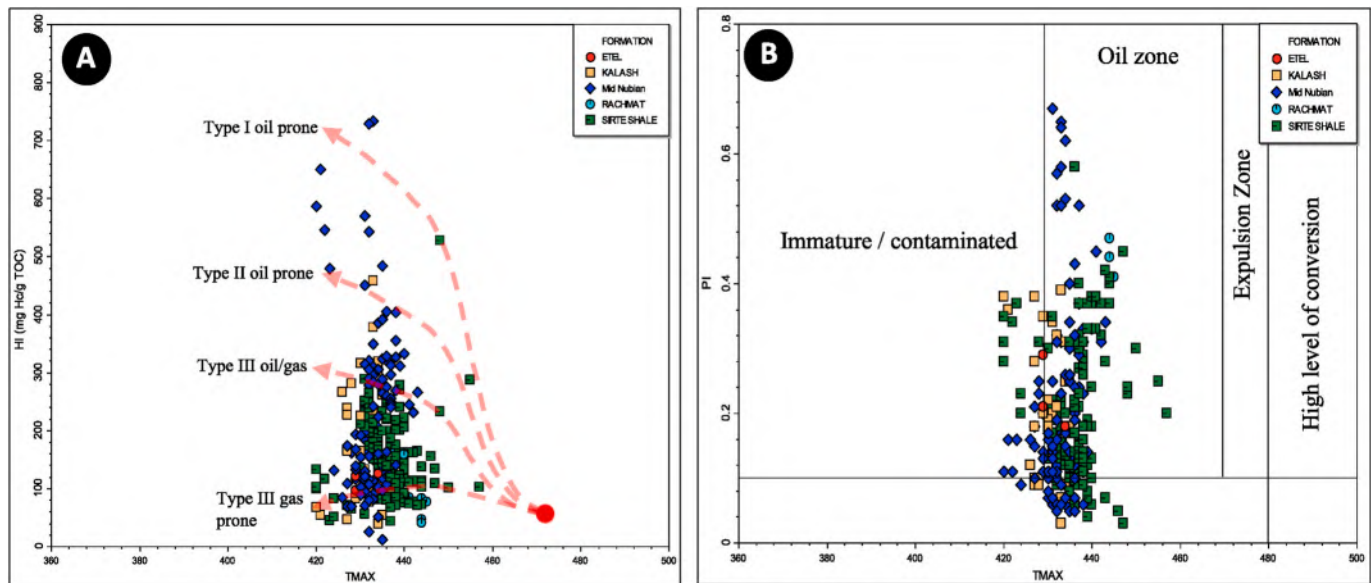 A
900
800
700
600
500
400
300
200
100
0
HI (mg Hc/g TOC)
360
380
400
420
440
460
480
500
TMAX
Type I oil prone
Type II oil prone
Type III oil/gas
Type III gas
prone
FORMATION
ETEL
KALASH
Mid Nubian
RACHMAT
SIRTE SHALE
B
0.8
0.6
0.4
0.2
0
PI
360
380
400
420
440
460
480
500
TMAX
Immature / contaminated
Oil zone
Expulsion Zone
High level of conversion
FORMATION
ETEL
KALASH
Mid Nubian
RACHMAT
SIRTE SHALE